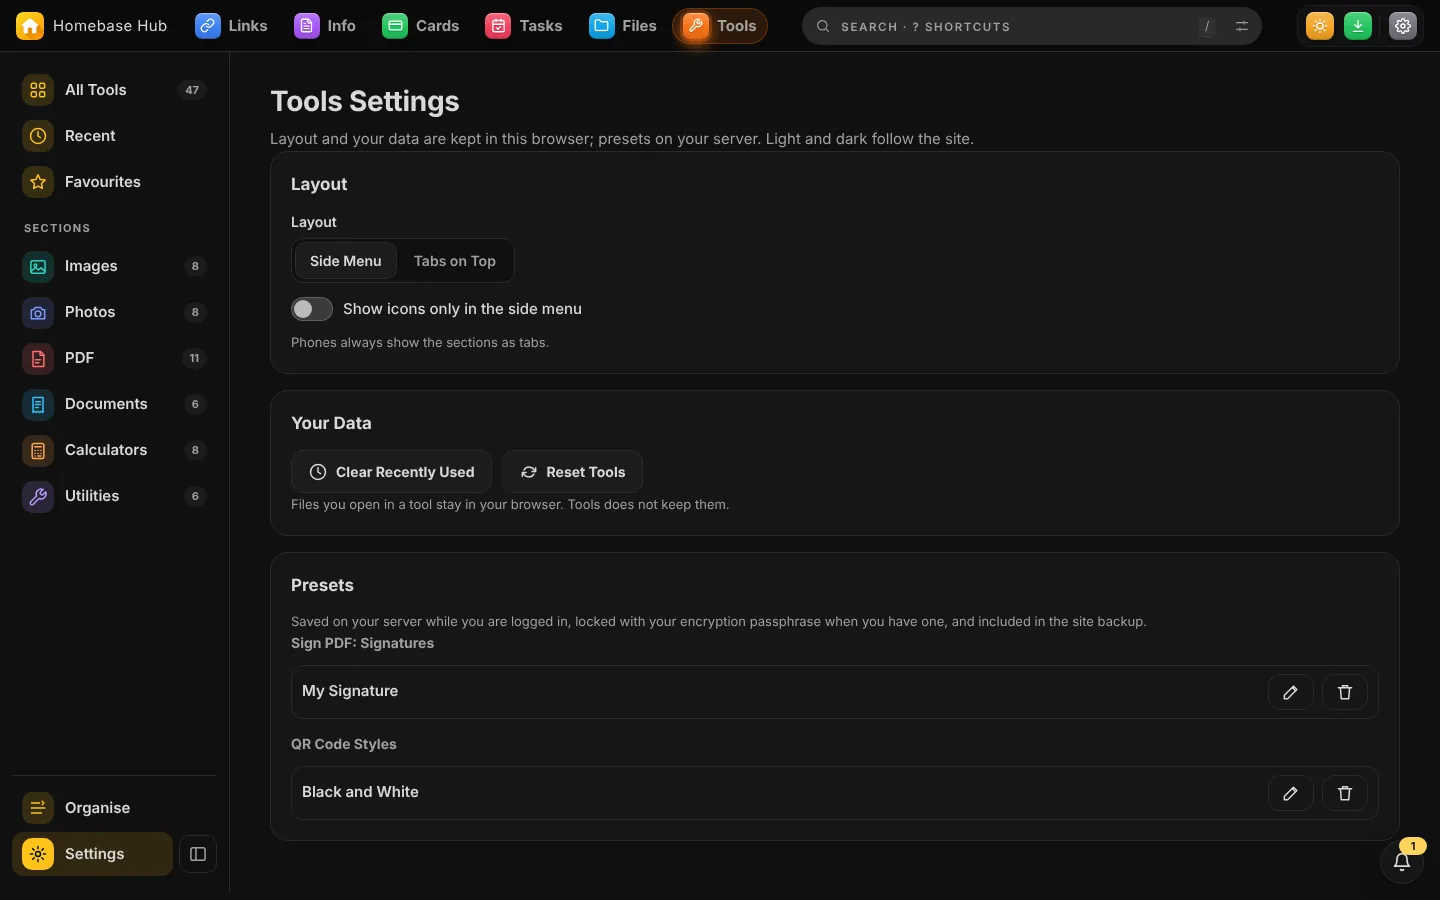 Homebase Hub
Links
Info
Cards
Tasks
Files
Tools
SEARCH · ? SHORTCUTS
/
All Tools 47
Recent
Favourites
SECTIONS
Images 8
Photos 8
PDF 11
Documents 6
Calculators 8
Utilities 6
Organise
Settings
Tools Settings
Layout and your data are kept in this browser; presets on your server. Light and dark follow the site.
Layout
Layout
Side Menu Tabs on Top
Show icons only in the side menu
Phones always show the sections as tabs.
Your Data
Clear Recently Used Reset Tools
Files you open in a tool stay in your browser. Tools does not keep them.
Presets
Saved on your server while you are logged in, locked with your encryption passphrase when you have one, and included in the site backup.
Sign PDF: Signatures
My Signature
QR Code Styles
Black and White
1